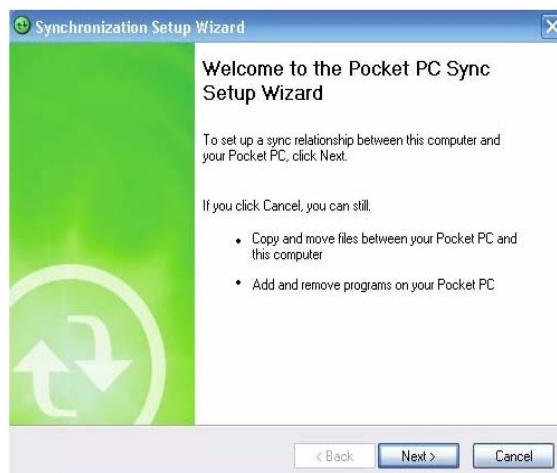 Synchronization Setup Wizard
Welcome to the Pocket PC Sync
Setup Wizard
To set up a sync relationship between this computer and
your Pocket PC, click Next.
If you click Cancel, you can still:
• Copy and move files between your Pocket PC and
this computer
• Add and remove programs on your Pocket PC
< Back Next > Cancel